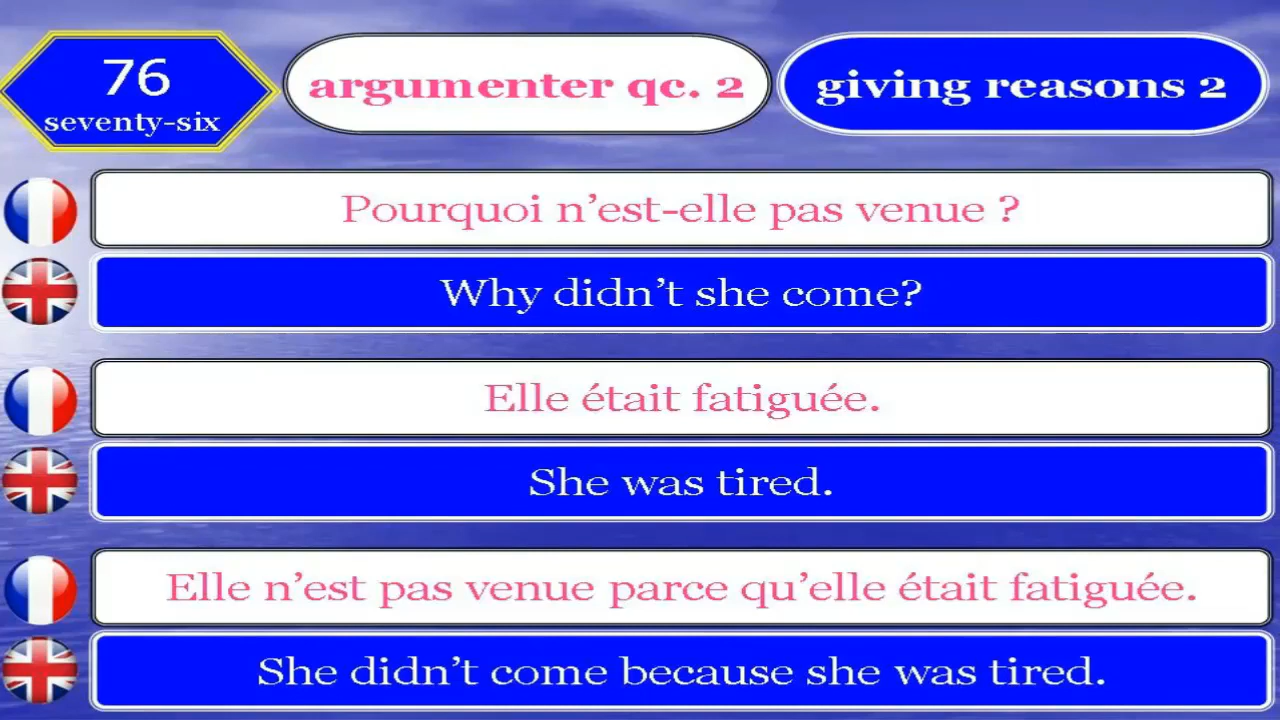 76
seventy-six
argumenter qc. 2
giving reasons 2
Pourquoi n’est-elle pas venue ?
Why didn’t she come?
Elle était fatiguée.
She was tired.
Elle n’est pas venue parce qu’elle était fatiguée.
She didn’t come because she was tired.